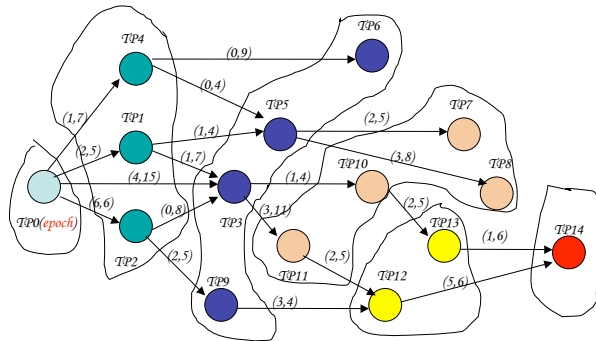 TP4
TP6
(0,9)
(0,4)
TP5
TP7
(1,7)
TP1
(1,4)
(2,5)
(2,5)
(1,7)
(3,8)
TP10
TP8
(4,15)
(1,4)
TP0(epoch)
(6,6)
(0,8)
TP3
(3,11)
(2,5)
TP13
(1,6)
TP14
TP2
(2,5)
TP11
(2,5)
TP12
(5,6)
TP9
(3,4)